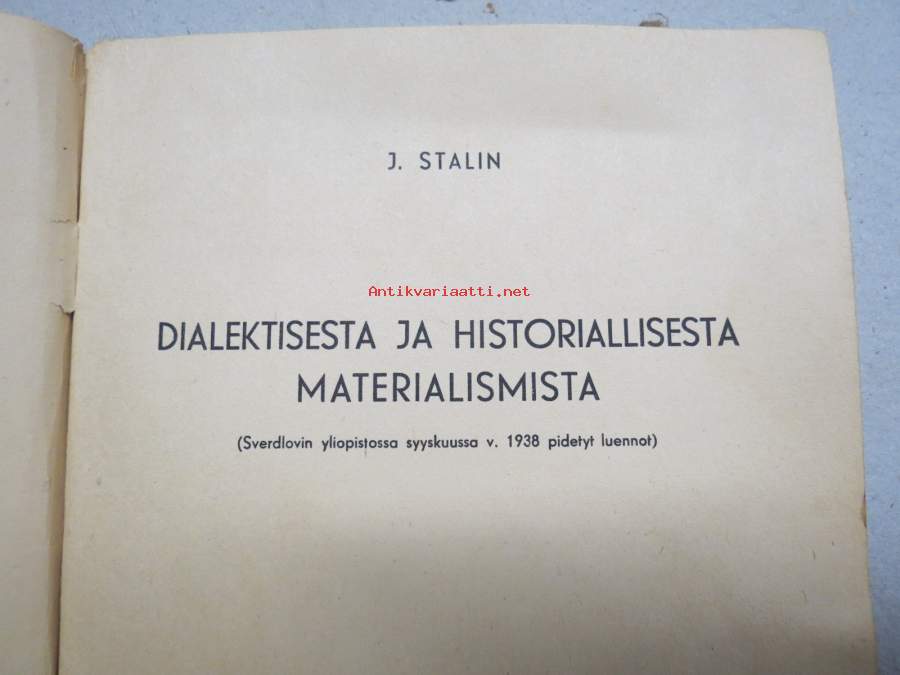 J. STALIN
Antikvariaatti.net
DIALEKTISESTA JA HISTORIALLISESTA
MATERIALISMISTA
(Sverdlovin yliopistossa syyskuussa v. 1938 pidetyt luennot)